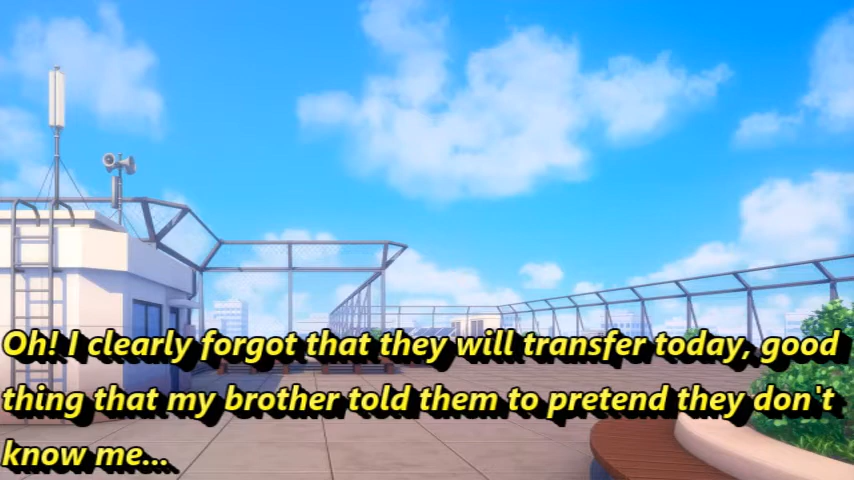 Oh! I clearly forgot that they will transfer today, good
thing that my brother told them to pretend they don't
know me...